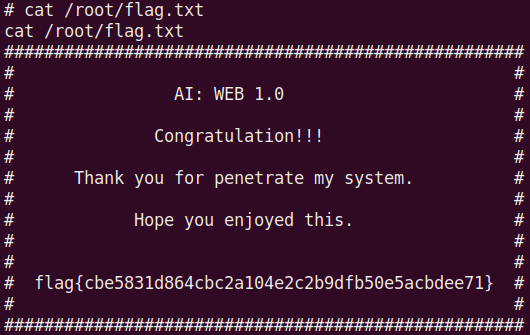 # cat /root/flag.txt
cat /root/flag.txt
####################################################
#                                                  #
#                AI: WEB 1.0                       #
#                                                  #
#              Congratulation!!!                   #
#                                                  #
#      Thank you for penetrate my system.          #
#                                                  #
#            Hope you enjoyed this.                #
#                                                  #
#                                                  #
#  flag{cbe5831d864cbc2a104e2c2b9dfb50e5acbdee71}  #
#                                                  #
####################################################